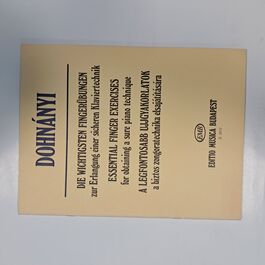 DOHNÁNYI
DIE WICHTIGSTEN FINGERÜBUNGEN
zur Erlangung einer sicheren Klaviertechnik
ESSENTIAL FINGER EXERCISES
for obtaining a sure piano technique
A LEGFONTOSABB UJJGYAKORLATOK
a biztos zongoratechnika elsajátítására
EMB
EDITIO MUSICA BUDAPEST